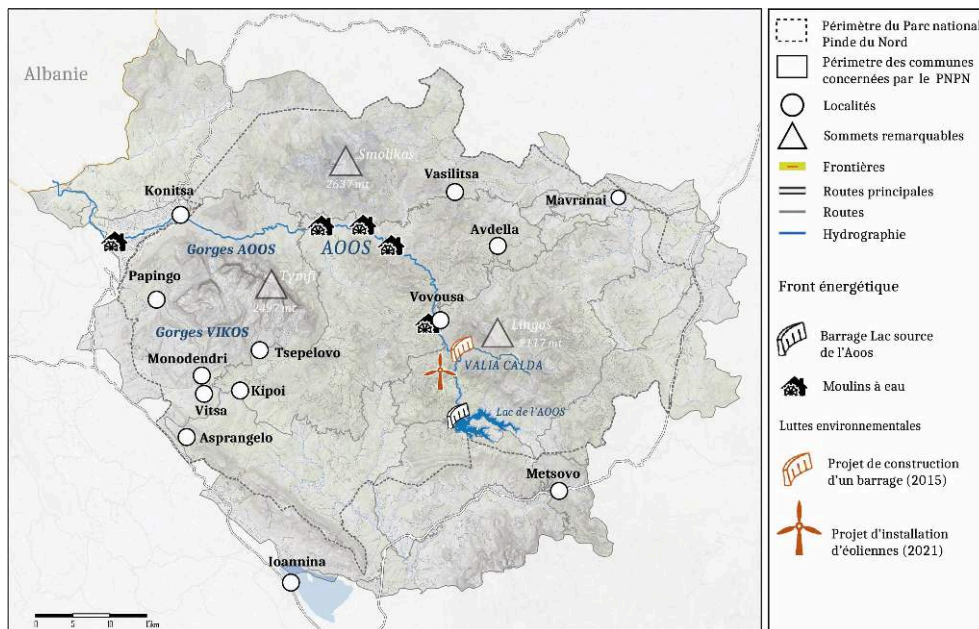 Albanie
Smolikas
2637 mt
Vasilitsa
Konitsa
Mavranai
Avdella
Gorges AOOS
AOOS
Papingo
Tymfi
2497 mt
Vovousa
Lingos
2117 mt
Gorges VIKOS
Tsepelovo
Monodendri
VALIA CALDA
Kipoi
Vitsa
Lac de l'AOOS
Asprangelo
Metsovo
Ioannina
0 5 10 15km
Périmètre du Parc national
Pinde du Nord
Périmetre des communes
concernées par le PNPN
Localités
Sommets remarquables
Frontières
Routes principales
Routes
Hydrographie
Front énergétique
Barrage Lac source
de l'Aoos
Moulins à eau
Luttes environnementales
Projet de construction
d'un barrage (2015)
Projet d'installation
d'éoliennes (2021)